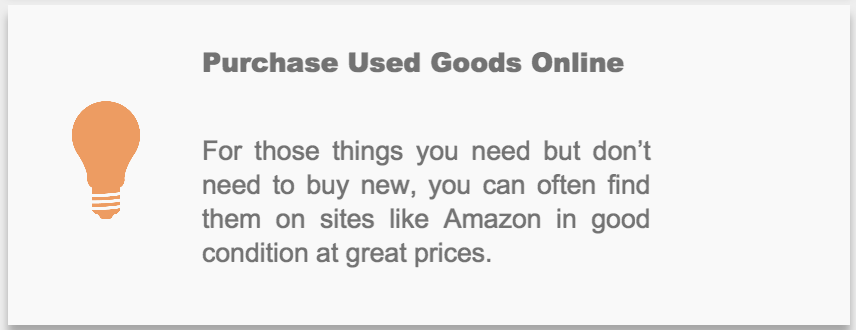 Purchase Used Goods Online
For those things you need but don’t
need to buy new, you can often find
them on sites like Amazon in good
condition at great prices.